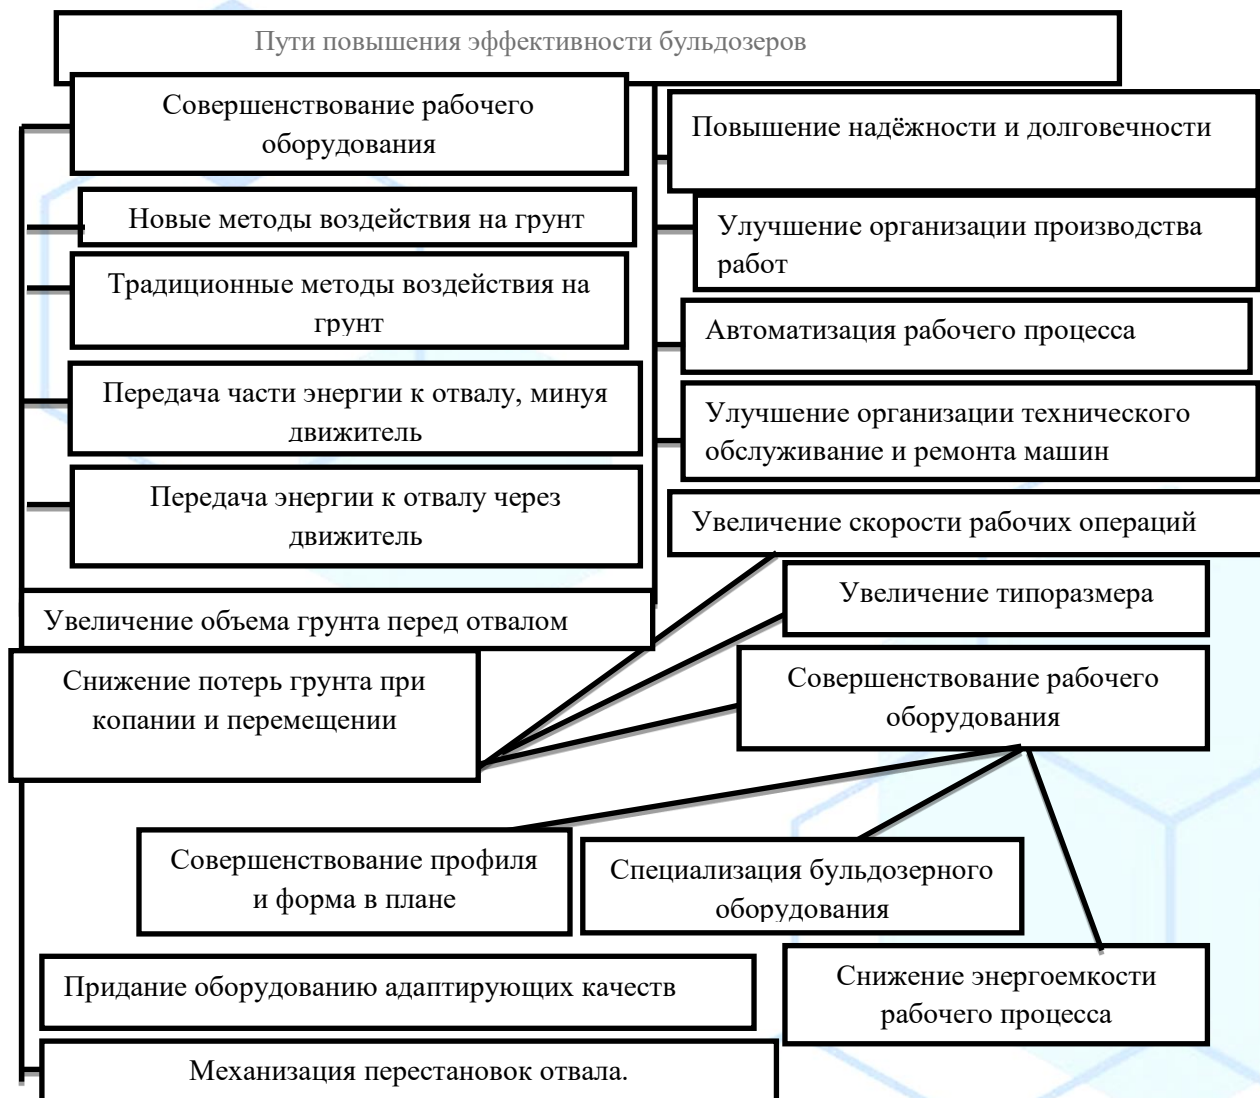 Пути повышения эффективности бульдозеров
Совершенствование рабочего
оборудования
Новые методы воздействия на грунт
Традиционные методы воздействия на
грунт
Передача части энергии к отвалу, минуя
движитель
Передача энергии к отвалу через
движитель
Увеличение объема грунта перед отвалом
Снижение потерь грунта при
копании и перемещении
Повышение надёжности и долговечности
Улучшение организации производства
работ
Автоматизация рабочего процесса
Улучшение организации технического
обслуживание и ремонта машин
Увеличение скорости рабочих операций
Увеличение типоразмера
Совершенствование рабочего
оборудования
Совершенствование профиля
и форма в плане
Специализация бульдозерного
оборудования
Снижение энергоемкости
рабочего процесса
Придание оборудованию адаптирующих качеств
Механизация перестановок отвала.